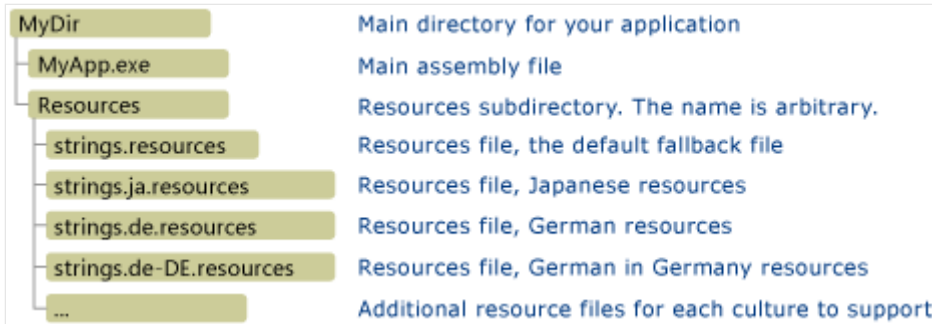 MyDir Main directory for your application
MyApp.exe Main assembly file
Resources Resources subdirectory. The name is arbitrary.
strings.resources Resources file, the default fallback file
strings.ja.resources Resources file, Japanese resources
strings.de.resources Resources file, German resources
strings.de-DE.resources Resources file, German in Germany resources
... Additional resource files for each culture to support